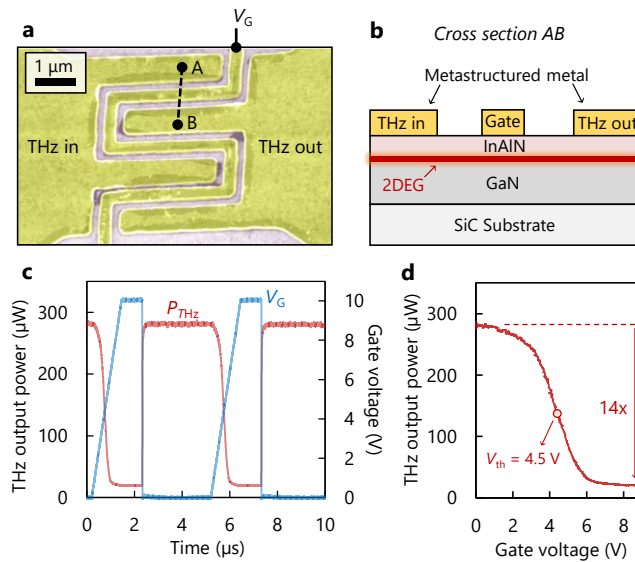 a
V_G
1 μm
A
B
THz in
THz out
b
Cross section AB
Metastructured metal
THz in
Gate
THz out
InAlN
2DEG
GaN
SiC Substrate
c
THz output power (μW)
300
200
100
0
P_THz
V_G
10
8
6
4
2
0
Gate voltage (V)
0 2 4 6 8 10
Time (μs)
d
THz output power (μW)
300
200
100
0
14x
V_th = 4.5 V
0 2 4 6 8
Gate voltage (V)